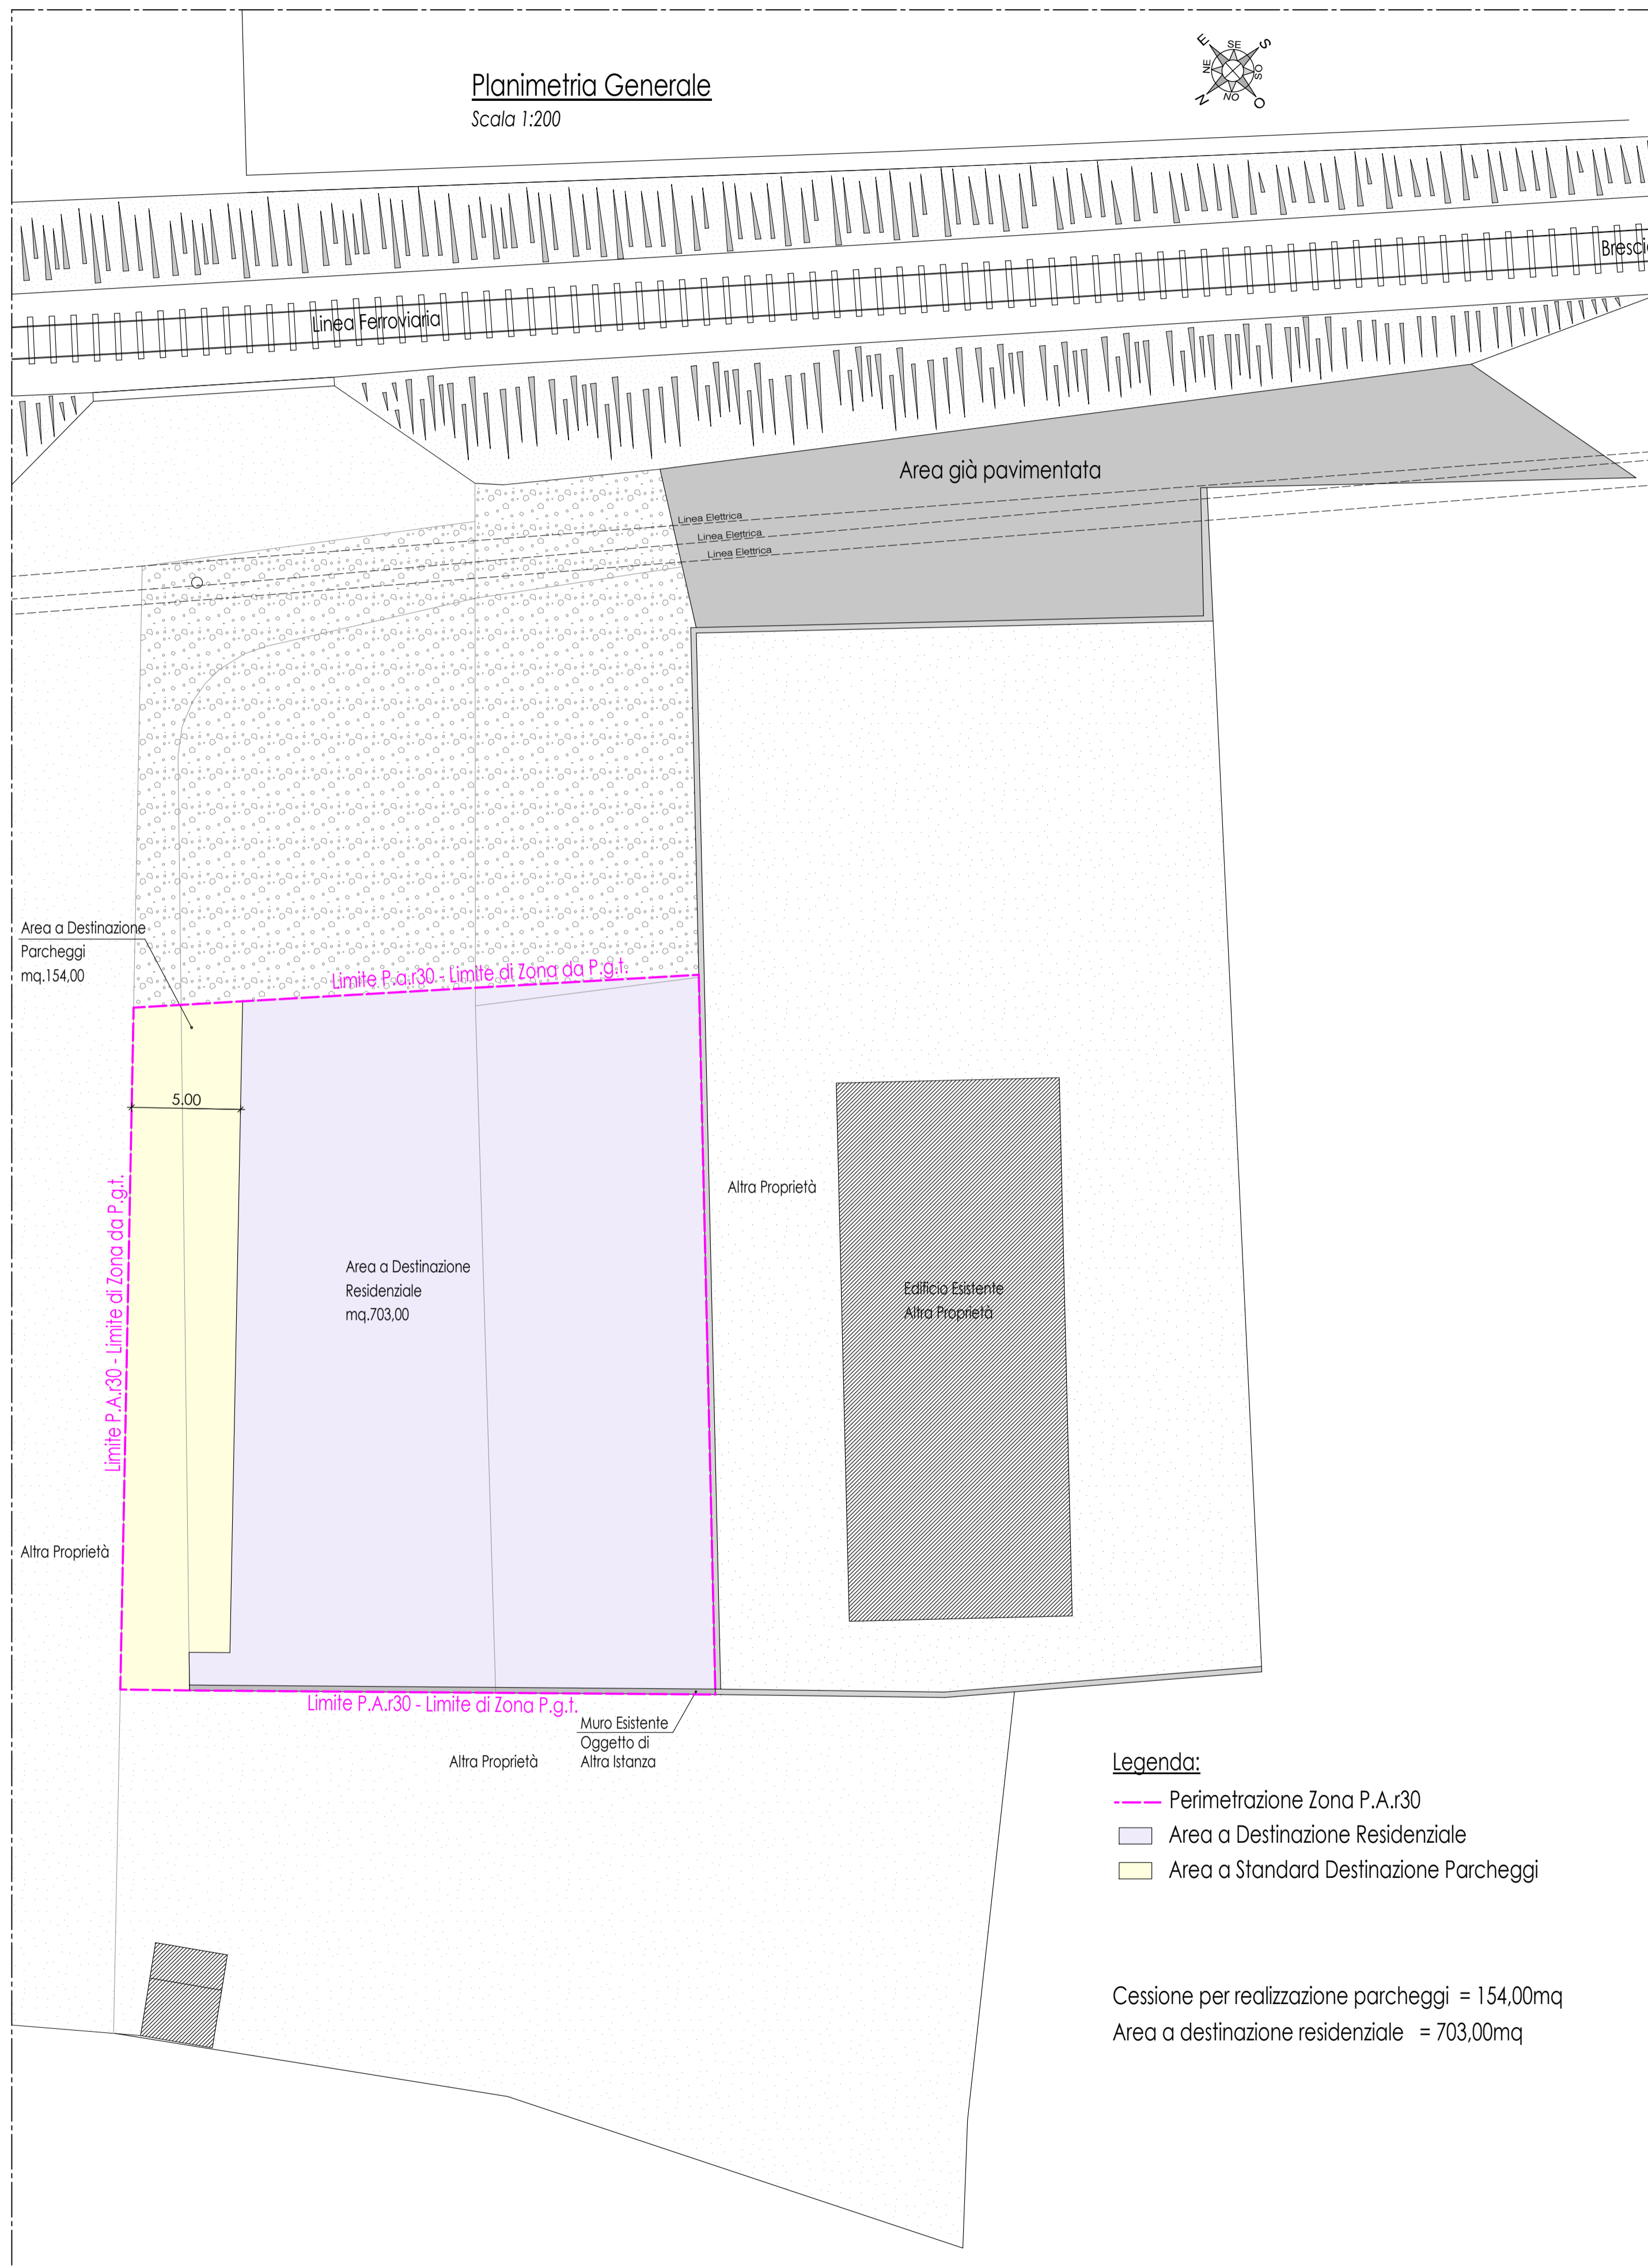 Planimetria Generale
Scala 1:200
E
SE
S
NE
SO
N
NO
O
Linea Ferroviaria
Area già pavimentata
Linea Elettrica
Linea Elettrica
Linea Elettrica
Area a Destinazione
Parcheggi
mq.154,00
Limite P.a.r30 - Limite di Zona da P.g.t.
5.00
Limite P.A.r30 - Limite di Zona da P.g.t.
Altra Proprietà
Area a Destinazione
Residenziale
mq.703,00
Edificio Esistente
Altra Proprietà
Altra Proprietà
Limite P.A.r30 - Limite di Zona P.g.t.
Muro Esistente
Oggetto di
Altra Istanza
Altra Proprietà
Legenda:
Perimetrazione Zona P.A.r30
Area a Destinazione Residenziale
Area a Standard Destinazione Parcheggi
Cessione per realizzazione parcheggi = 154,00mq
Area a destinazione residenziale = 703,00mq